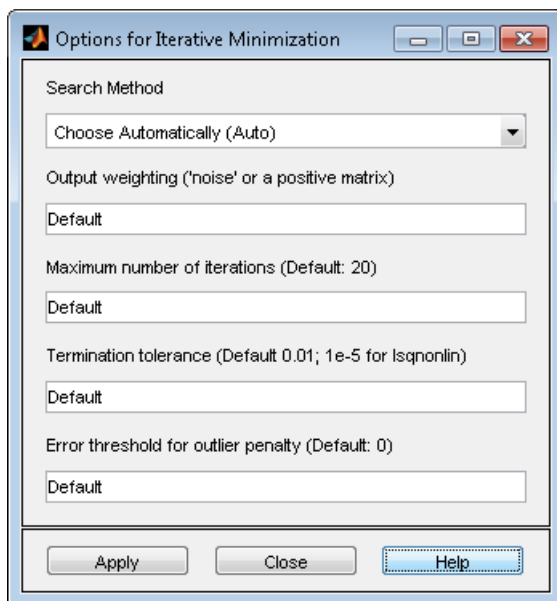 Options for Iterative Minimization
Search Method
Choose Automatically (Auto)
Output weighting ('noise' or a positive matrix)
Default
Maximum number of iterations (Default: 20)
Default
Termination tolerance (Default 0.01; 1e-5 for lsqnonlin)
Default
Error threshold for outlier penalty (Default: 0)
Default
Apply Close Help